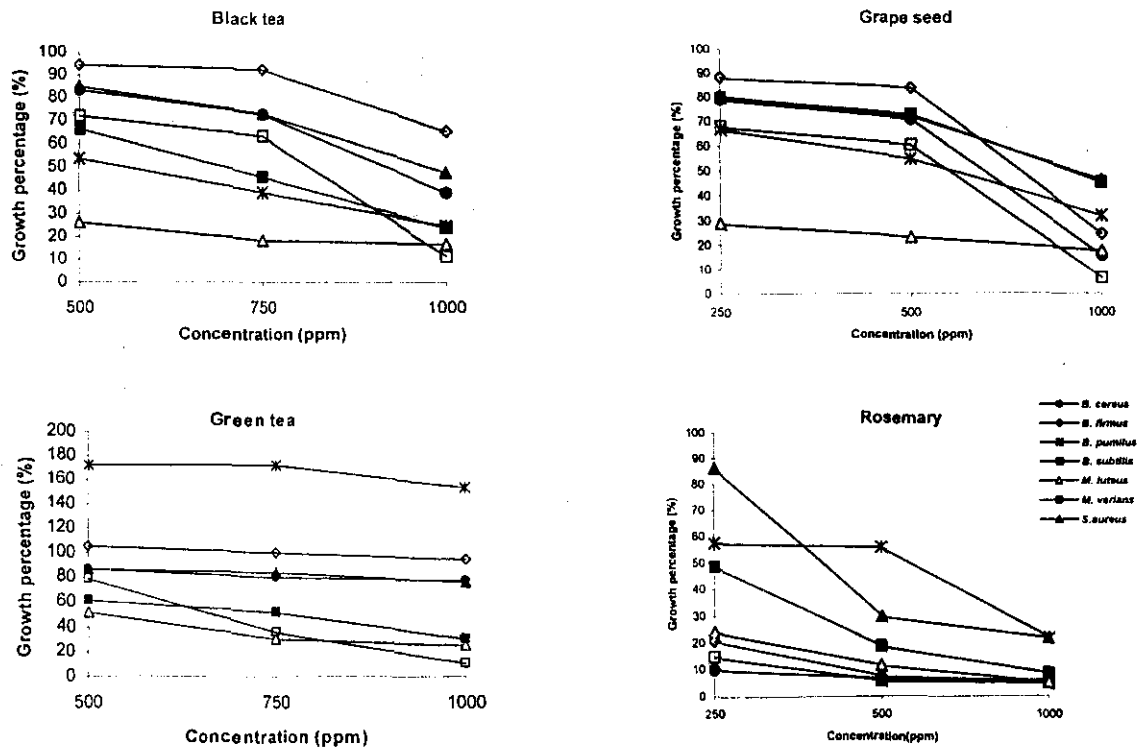 Black tea
Growth percentage (%)
100
90
80
70
60
50
40
30
20
10
0
500 750 1000
Concentration (ppm)
Grape seed
Growth percentage (%)
100
90
80
70
60
50
40
30
20
10
0
250 500 1000
Concentration (ppm)
Green tea
Growth percentage (%)
200
180
160
140
120
100
80
60
40
20
0
500 750 1000
Concentration (ppm)
Rosemary
Growth percentage (%)
100
90
80
70
60
50
40
30
20
10
0
250 500 1000
Concentration(ppm)
B. cereus
B. firmus
B. pumilus
B. subtilis
M. luteus
M. varians
S.aureus